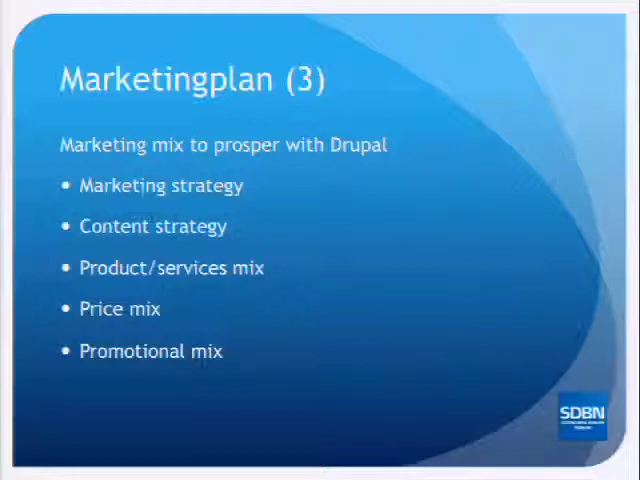 Marketingplan (3)
Marketing mix to prosper with Drupal
• Marketing strategy
• Content strategy
• Product/services mix
• Price mix
• Promotional mix
SDBN